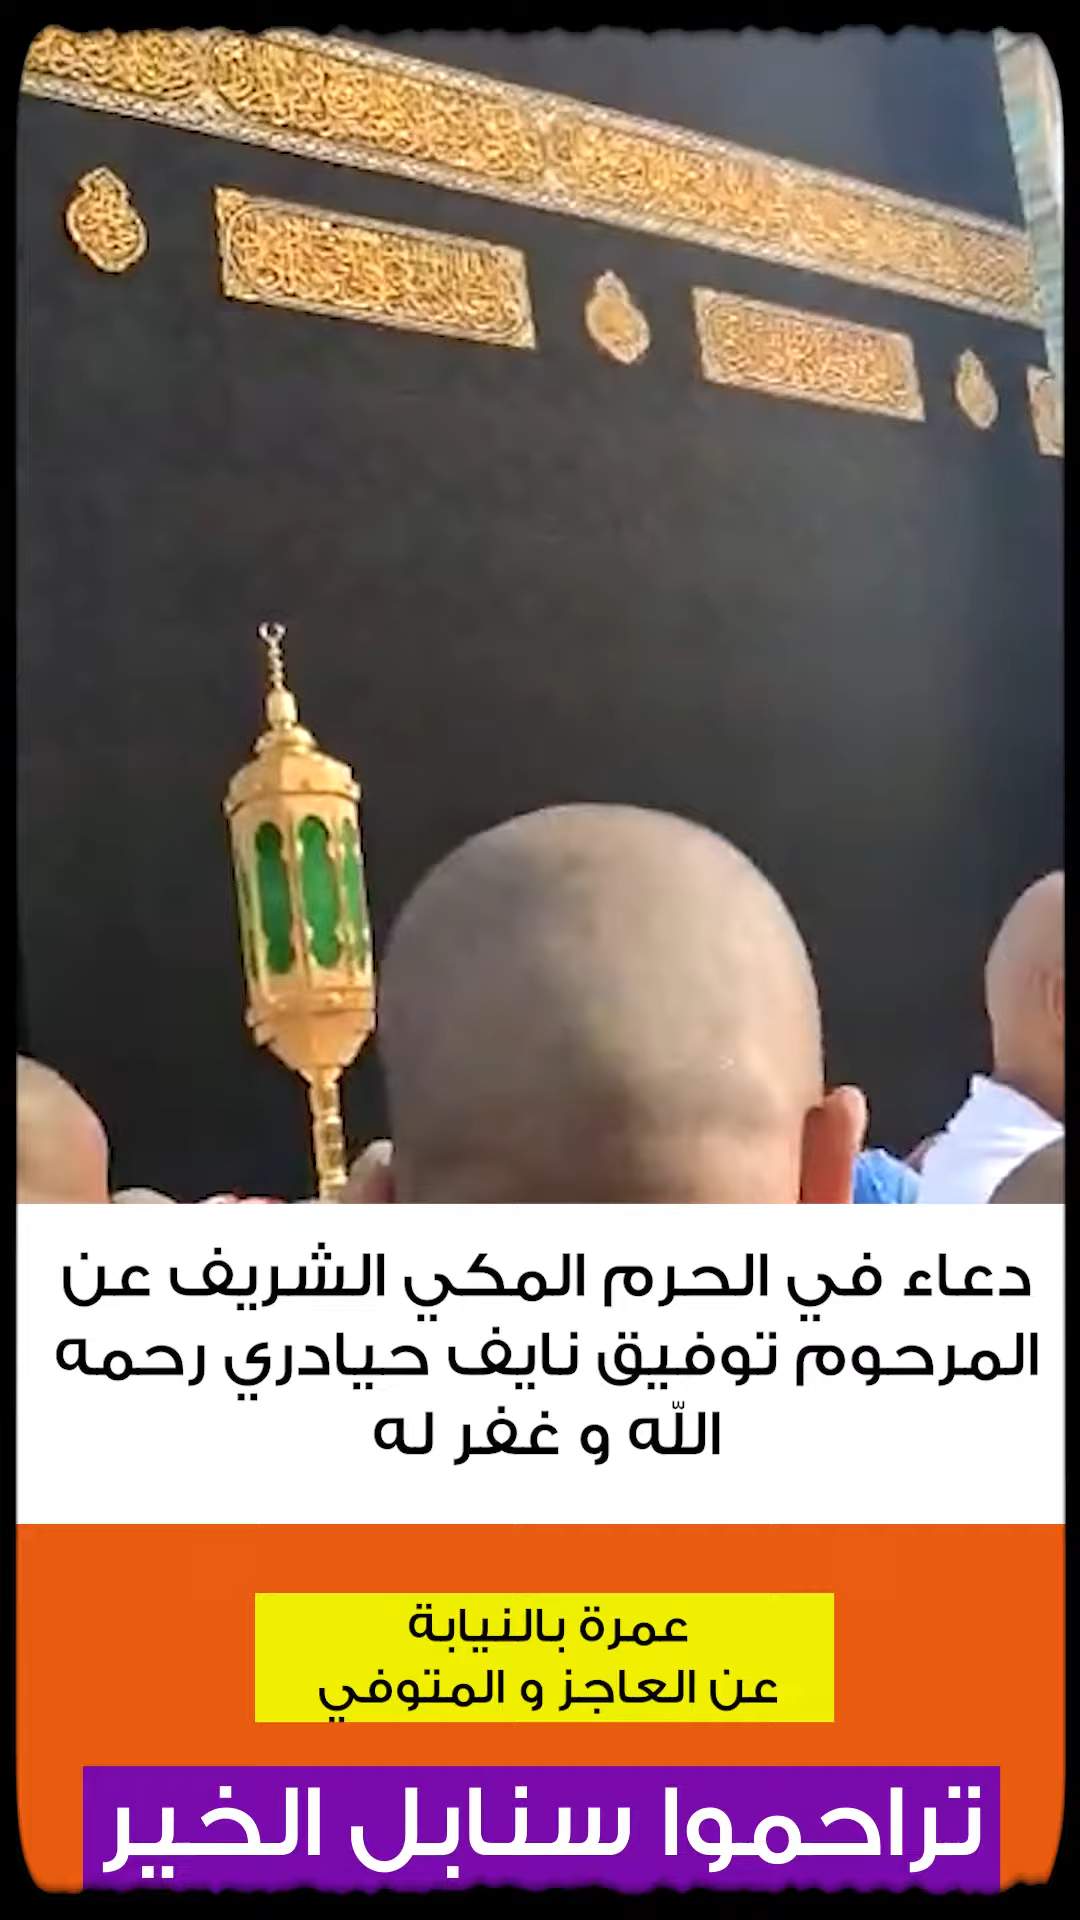 دعاء في الحرم المكي الشريف عن
المرحوم توفيق نايف حيادري رحمه
الله و غفر له
عمرة بالنيابة
عن العاجز و المتوفي
تراحموا سنابل الخير